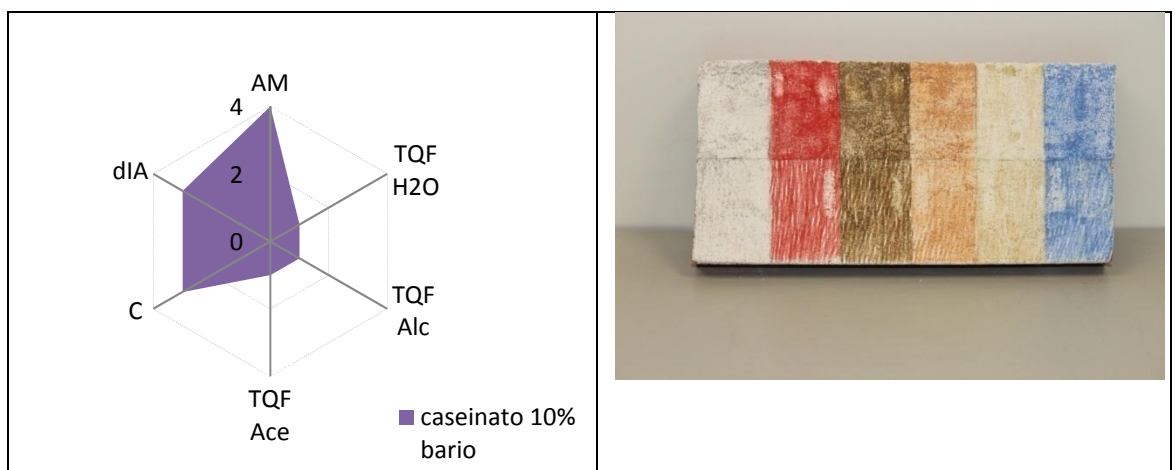 AM
4
TQF
H2O
dIA
2
0
TQF
Alc
C
TQF
Ace
caseinato 10%
bario